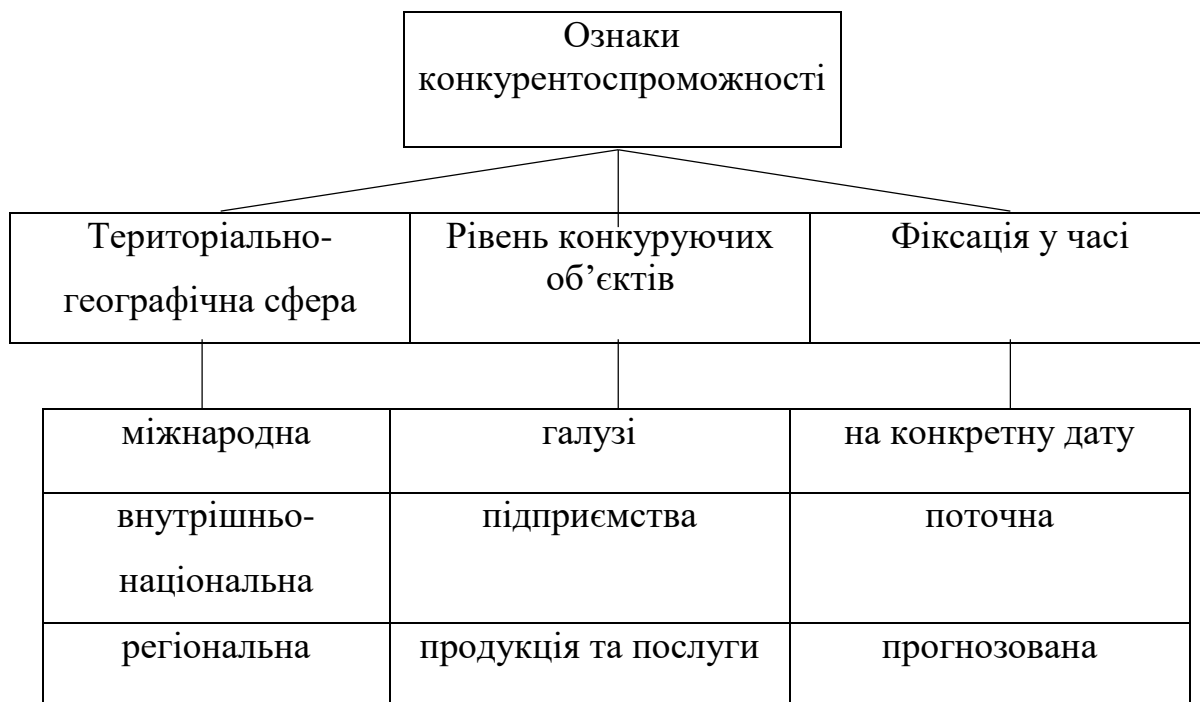 Ознаки
конкурентоспроможності
Територіально-
географічна сфера
Рівень конкуруючих
об’єктів
Фіксація у часі
міжнародна
галузі
на конкретну дату
внутрішньо-
національна
підприємства
поточна
регіональна
продукція та послуги
прогнозована